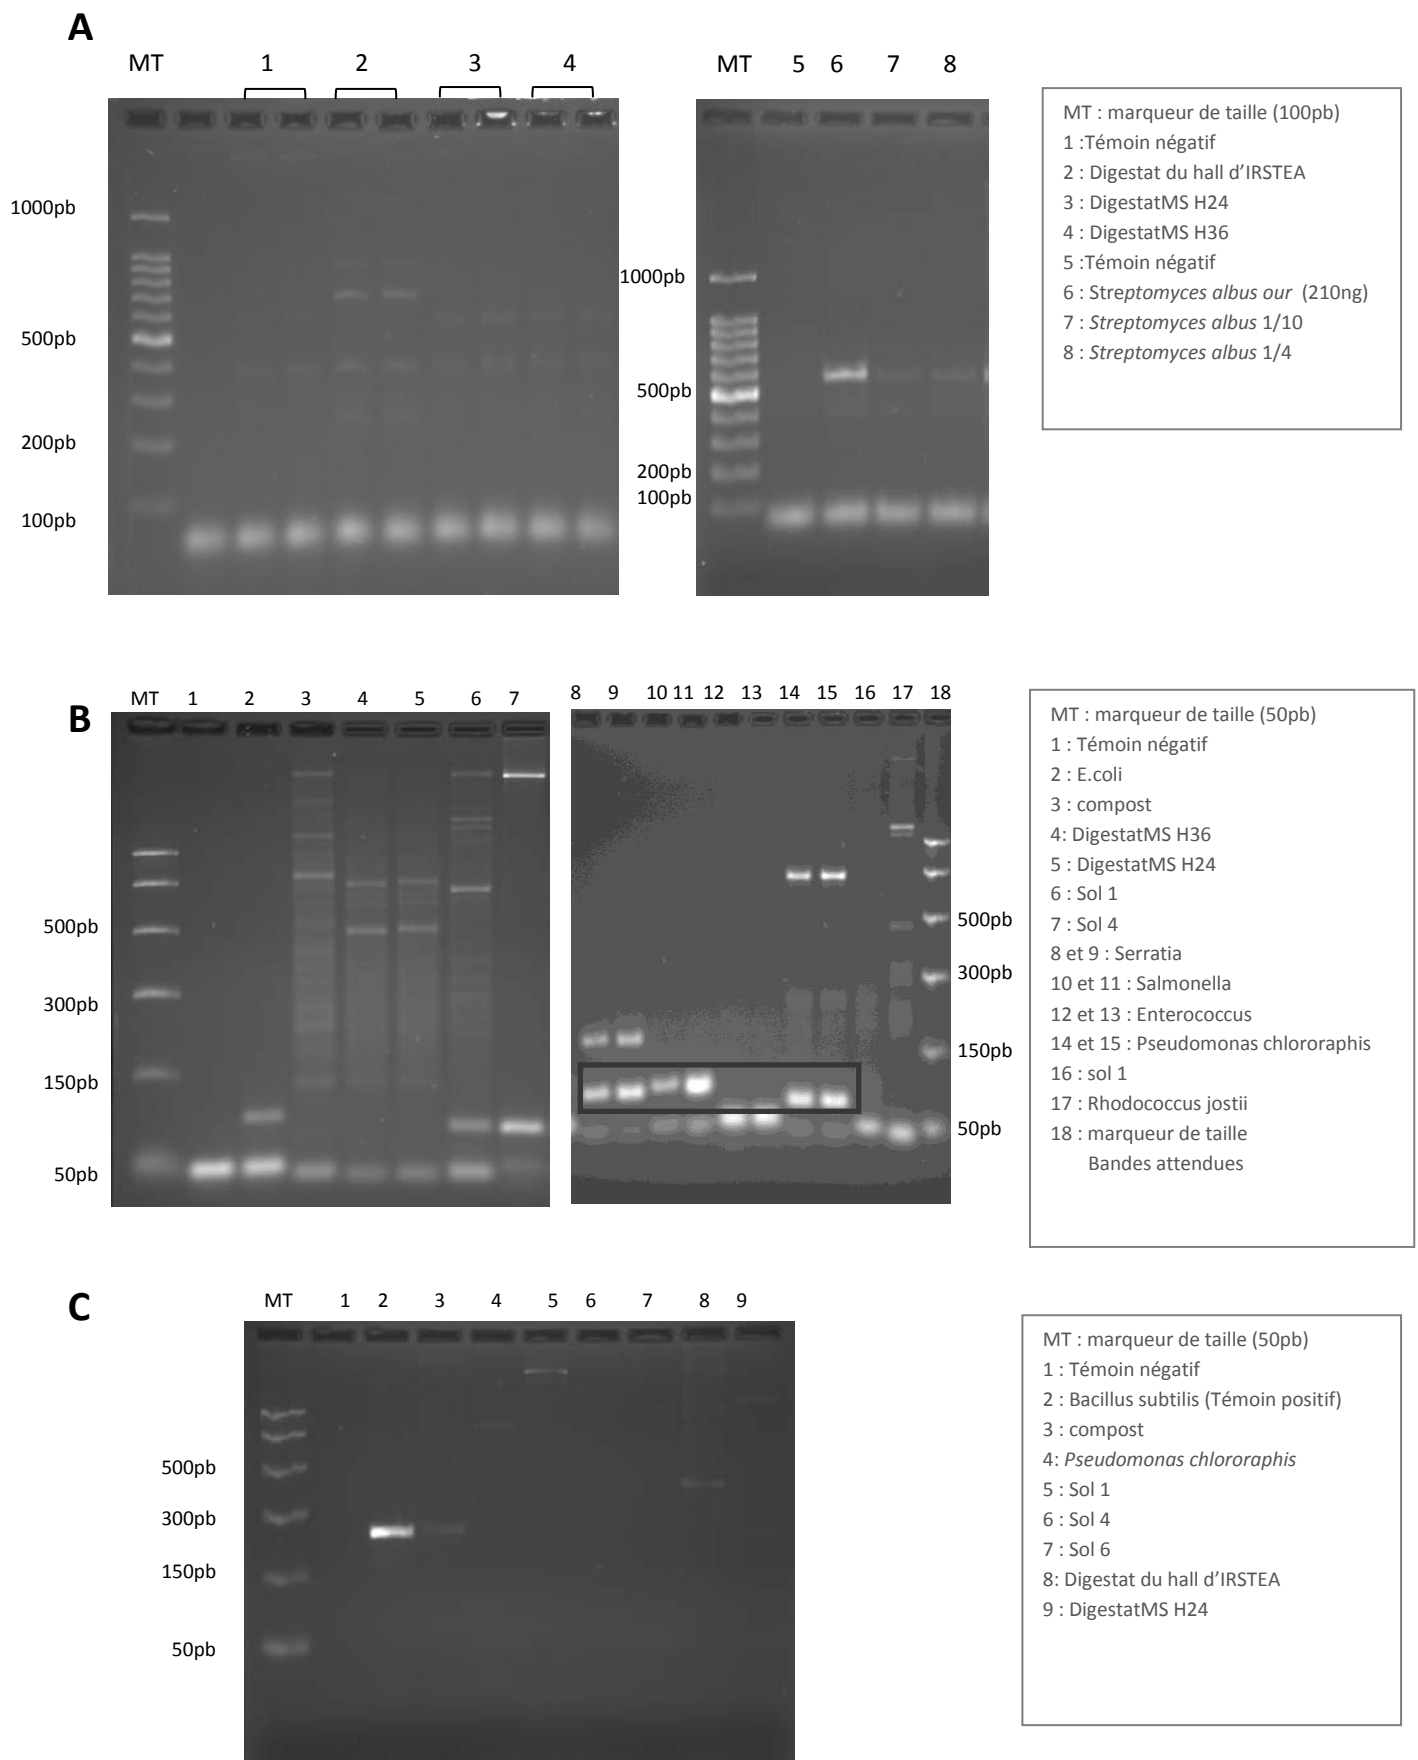 A
MT 1 2 3 4
MT 5 6 7 8
1000pb
500pb
200pb
100pb
1000pb
500pb
200pb
100pb
MT : marqueur de taille (100pb)
1 :Témoin négatif
2 : Digestat du hall d'IRSTEA
3 : DigestatMS H24
4 : DigestatMS H36
5 :Témoin négatif
6 : Streptomyces albus our (210ng)
7 : Streptomyces albus 1/10
8 : Streptomyces albus 1/4
B
MT 1 2 3 4 5 6 7
8 9 10 11 12 13 14 15 16 17 18
500pb
300pb
150pb
50pb
500pb
300pb
150pb
50pb
MT : marqueur de taille (50pb)
1 : Témoin négatif
2 : E.coli
3 : compost
4: DigestatMS H36
5 : DigestatMS H24
6 : Sol 1
7 : Sol 4
8 et 9 : Serratia
10 et 11 : Salmonella
12 et 13 : Enterococcus
14 et 15 : Pseudomonas chlororaphis
16 : sol 1
17 : Rhodococcus jostii
18 : marqueur de taille
Bandes attendues
C
MT 1 2 3 4 5 6 7 8 9
500pb
300pb
150pb
50pb
MT : marqueur de taille (50pb)
1 : Témoin négatif
2 : Bacillus subtilis (Témoin positif)
3 : compost
4: Pseudomonas chlororaphis
5 : Sol 1
6 : Sol 4
7 : Sol 6
8: Digestat du hall d'IRSTEA
9 : DigestatMS H24